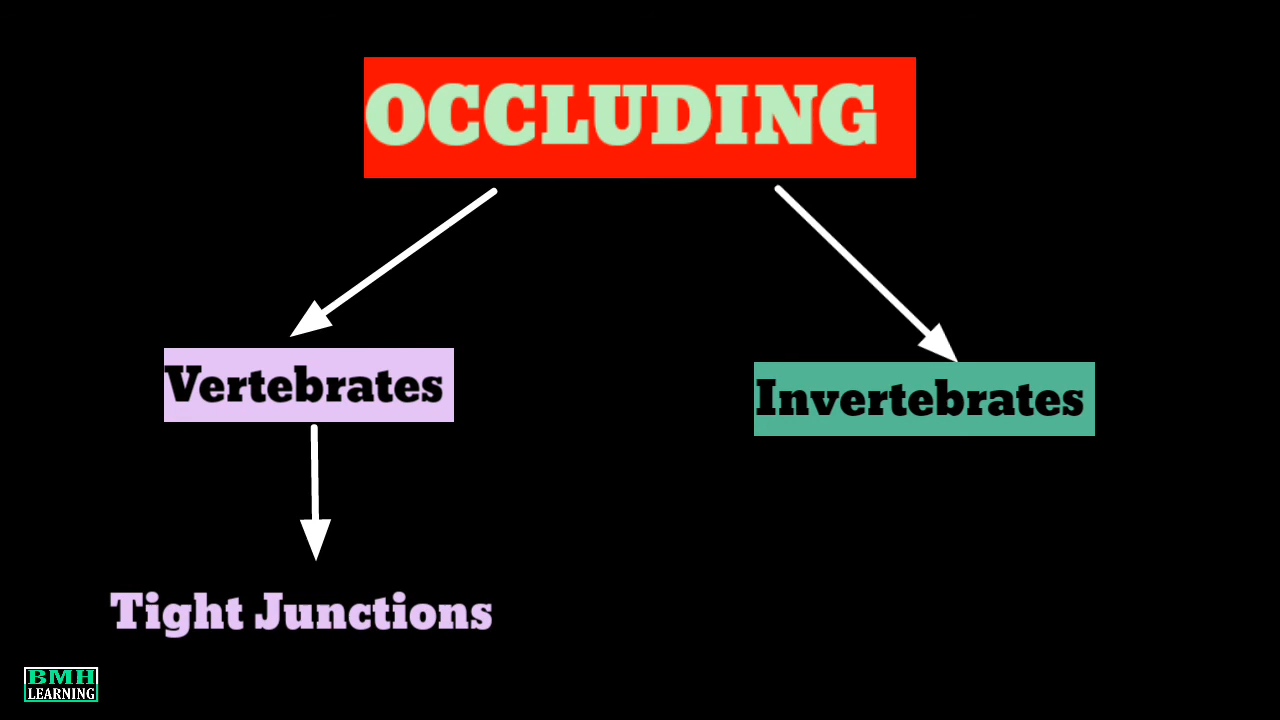 OCCLUDING
Vertebrates
Invertebrates
Tight Junctions
BMH
LEARNING